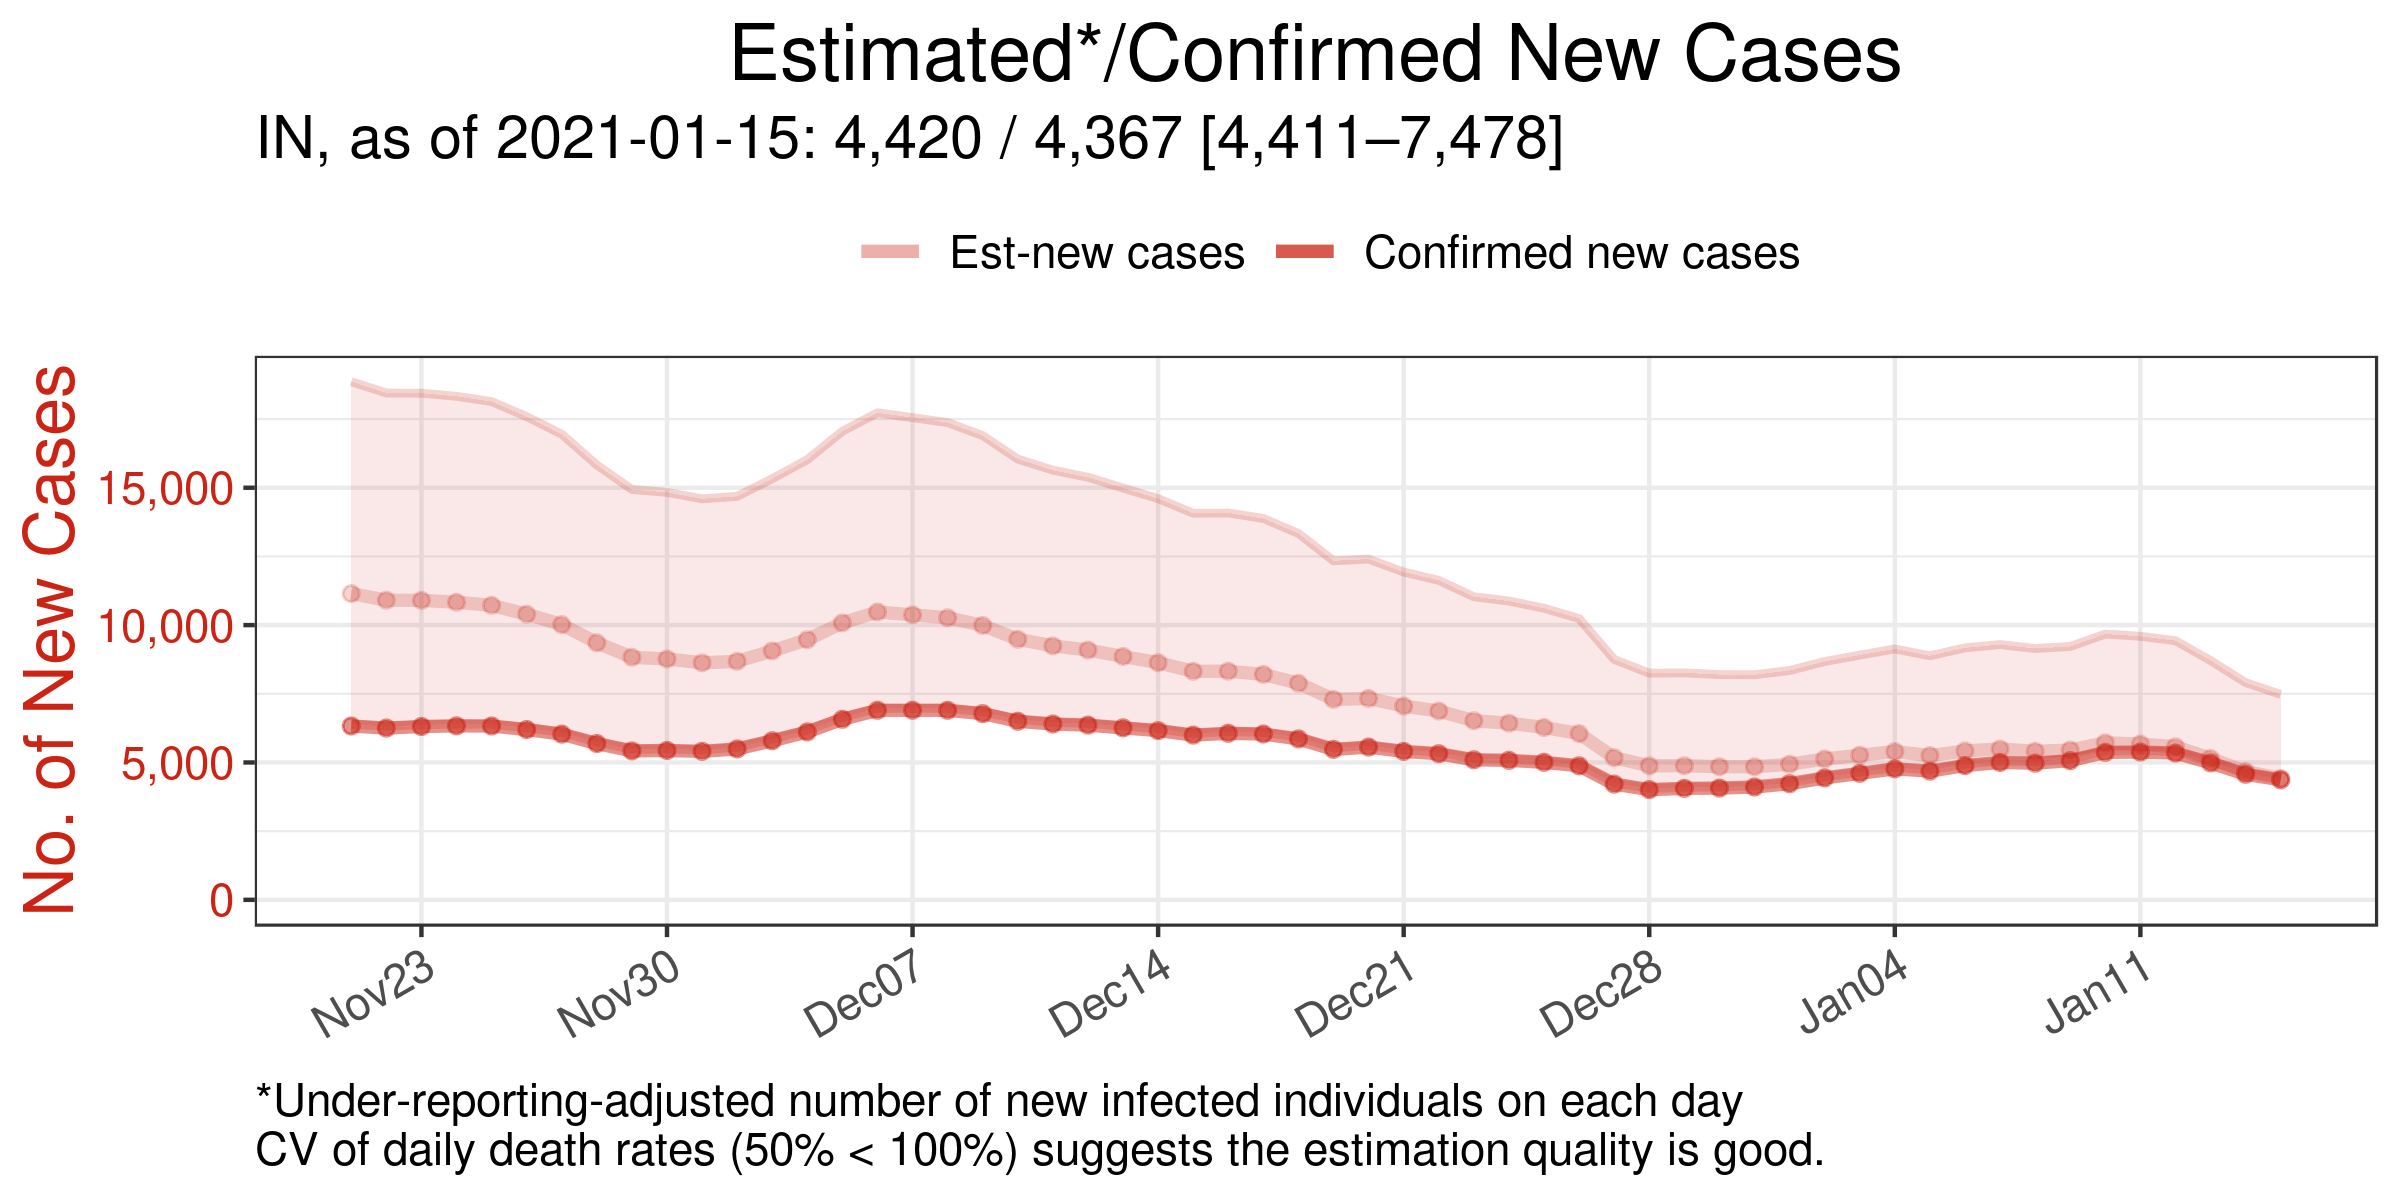 Estimated*/Confirmed New Cases
IN, as of 2021-01-15: 4,420 / 4,367 [4,411–7,478]
Est-new cases
Confirmed new cases
No. of New Cases
15,000
10,000
5,000
0
Nov23
Nov30
Dec07
Dec14
Dec21
Dec28
Jan04
Jan11
*Under-reporting-adjusted number of new infected individuals on each day
CV of daily death rates (50% < 100%) suggests the estimation quality is good.